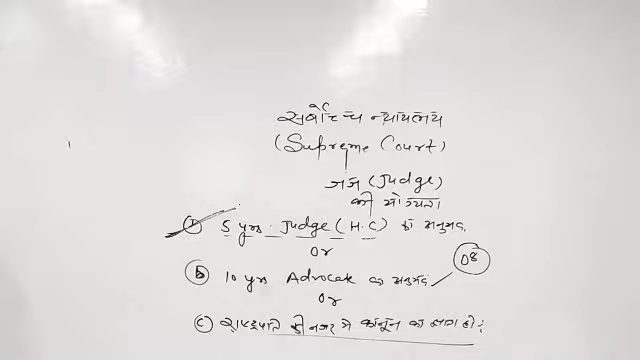 सर्वोच्च न्यायालय
(Supreme Court)
जज (Judge)
की योग्यता
(a) 5 yrs Judge (H.C) का अनुभव
Or
(b) 10 yrs Advocate का अनुभव
08
Or
(c) राष्ट्रपति की नजर मे कानून का ज्ञाता हो